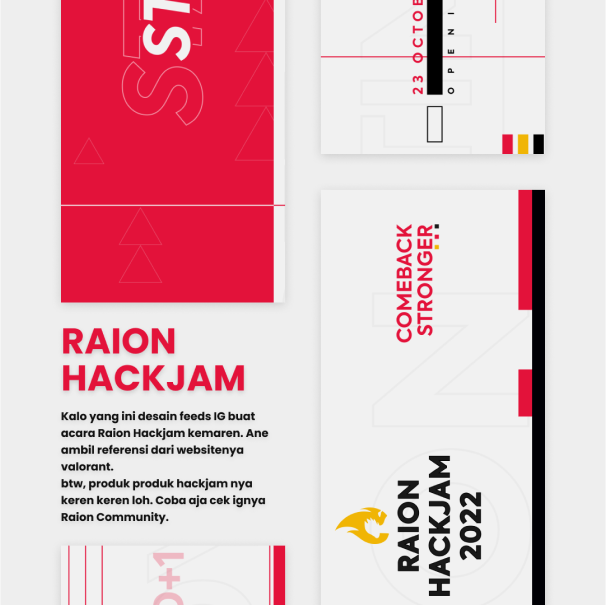 ST
23 OCTOB
OPENI
COMEBACK
STRONGER
RAION
HACKJAM
Kalo yang ini desain feeds IG buat
acara Raion Hackjam kemaren. Ane
ambil referensi dari websitenya
valorant.
btw, produk produk hackjam nya
keren keren loh. Coba aja cek ignya
Raion Community.
RAION
HACKJAM
2022
0+1